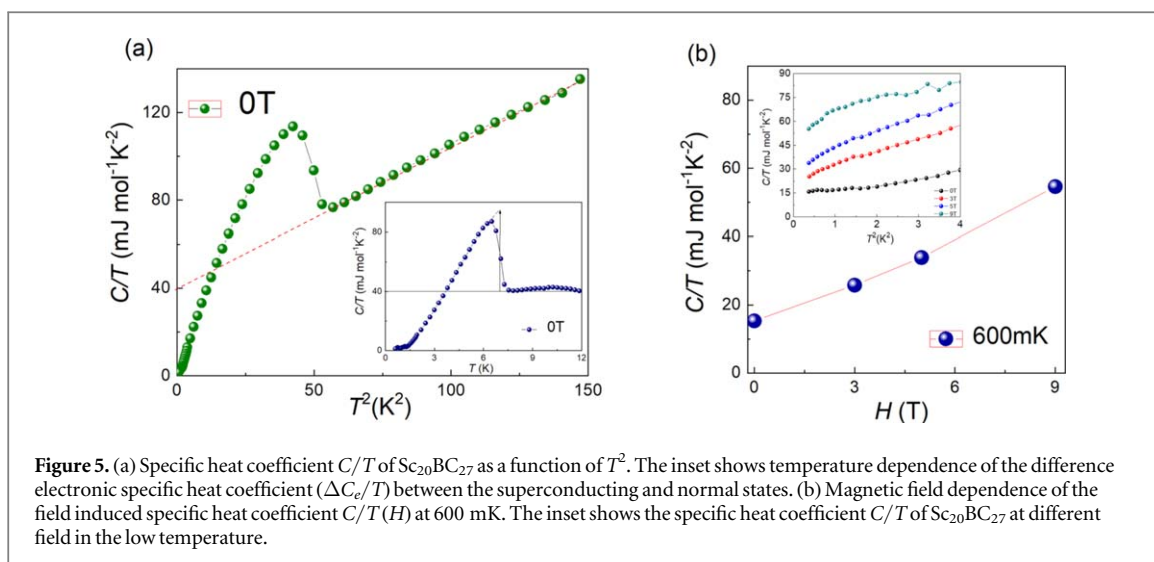 (a)
0T
C/T (mJ mol⁻¹K⁻²)
120
80
40
0
0 50 100 150
T²(K²)
C/T (mJ mol⁻¹K⁻²)
80
40
0
0 3 6 9 12
T (K)
0T
(b)
C/T (mJ mol⁻¹K⁻²)
80
60
40
20
0
0 3 6 9
H (T)
600mK
C/T (mJ mol⁻¹K⁻²)
90
75
60
45
30
15
0
0 1 2 3 4
T²(K²)
0T
3T
Figure 5. (a) Specific heat coefficient C/T of Sc₂₀BC₂₇ as a function of T². The inset shows temperature dependence of the difference
electronic specific heat coefficient (ΔCₑ/T) between the superconducting and normal states. (b) Magnetic field dependence of the
field induced specific heat coefficient C/T (H) at 600 mK. The inset shows the specific heat coefficient C/T of Sc₂₀BC₂₇ at different
field in the low temperature.